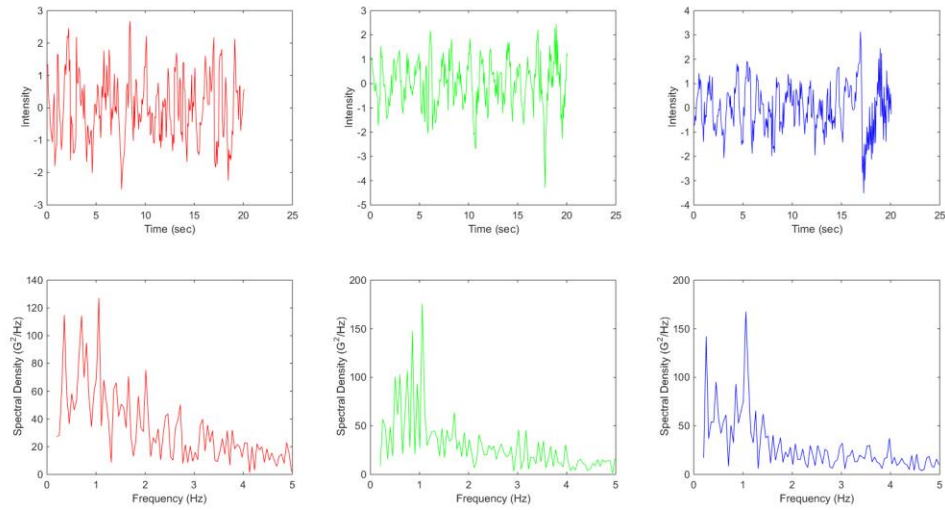 3
2
1
0
-1
-2
-3
0 5 10 15 20 25
Intensity
Time (sec)
3
2
1
0
-1
-2
-3
-4
-5
0 5 10 15 20 25
Intensity
Time (sec)
4
3
2
1
0
-1
-2
-3
-4
0 5 10 15 20 25
Intensity
Time (sec)
140
120
100
80
60
40
20
0
0 1 2 3 4 5
Spectral Density (G²/Hz)
Frequency (Hz)
200
150
100
50
0
0 1 2 3 4 5
Spectral Density (G²/Hz)
Frequency (Hz)
200
150
100
50
0
0 1 2 3 4 5
Spectral Density (G²/Hz)
Frequency (Hz)